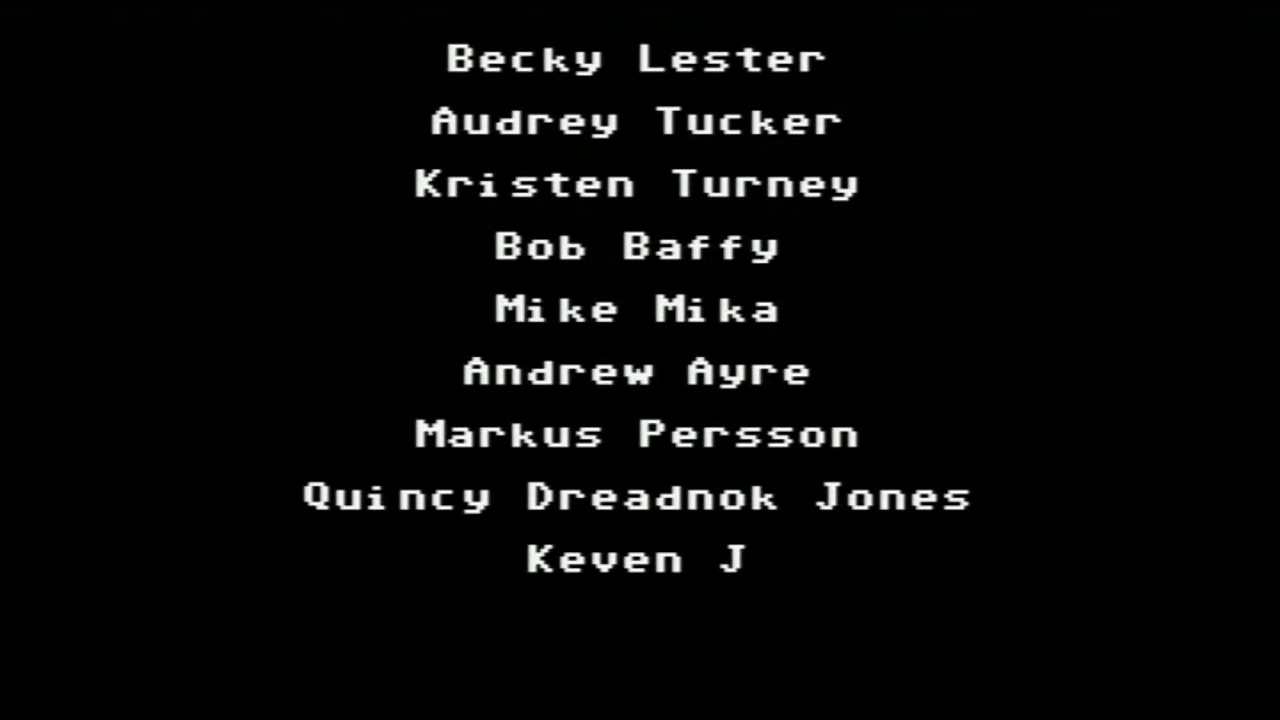 Becky Lester
Audrey Tucker
Kristen Turney
Bob Baffy
Mike Mika
Andrew Ayre
Markus Persson
Quincy Dreadnok Jones
Keven J